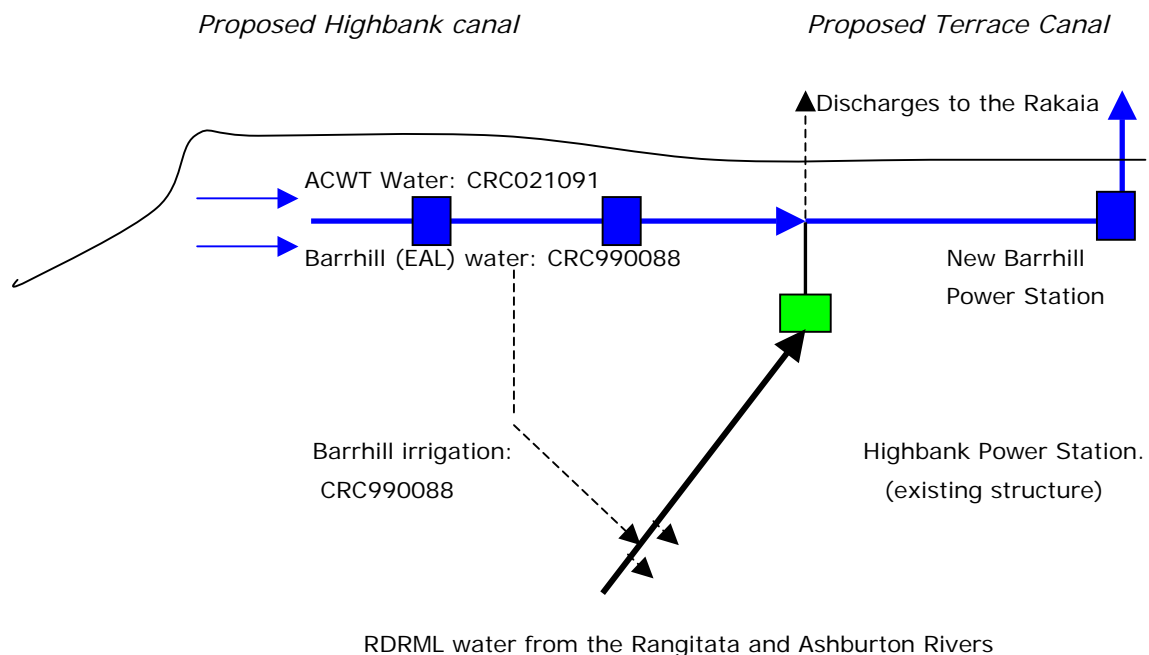 Proposed Highbank canal
Proposed Terrace Canal
Discharges to the Rakaia
ACWT Water: CRC021091
Barrhill (EAL) water: CRC990088
New Barrhill
Power Station
Barrhill irrigation:
CRC990088
Highbank Power Station.
(existing structure)
RDRML water from the Rangitata and Ashburton Rivers